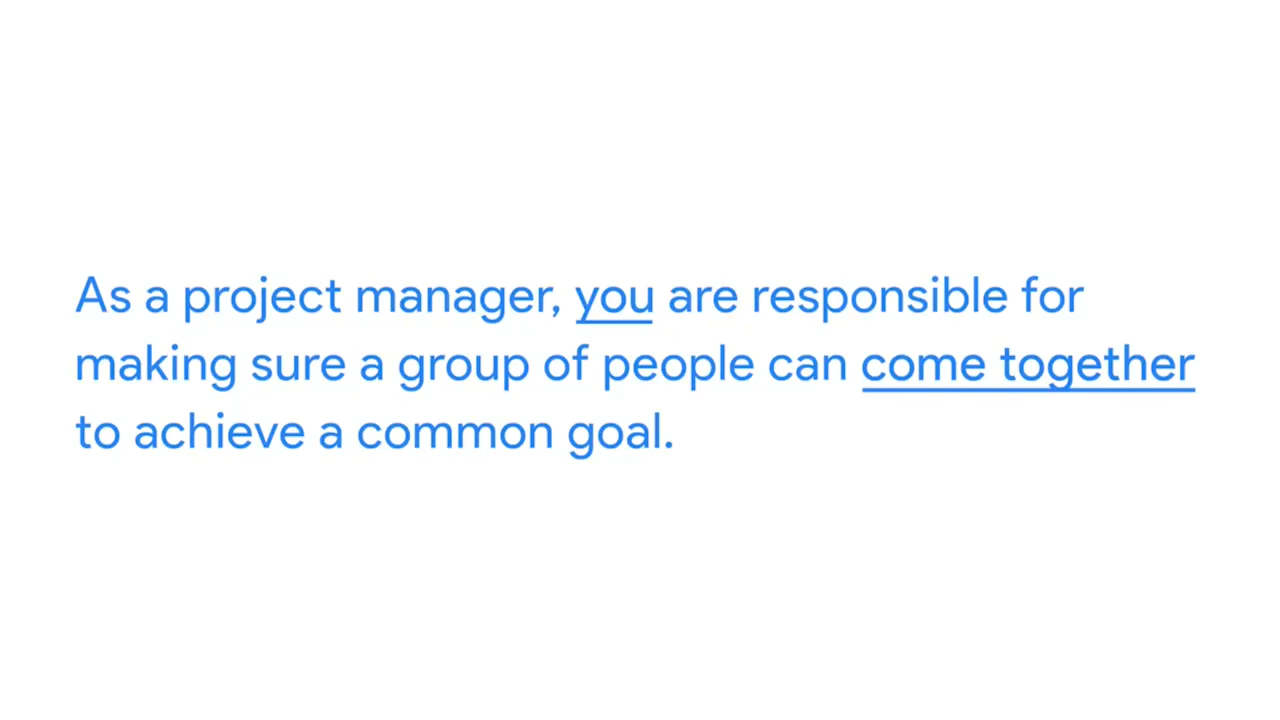 As a project manager, you are responsible for
making sure a group of people can come together
to achieve a common goal.